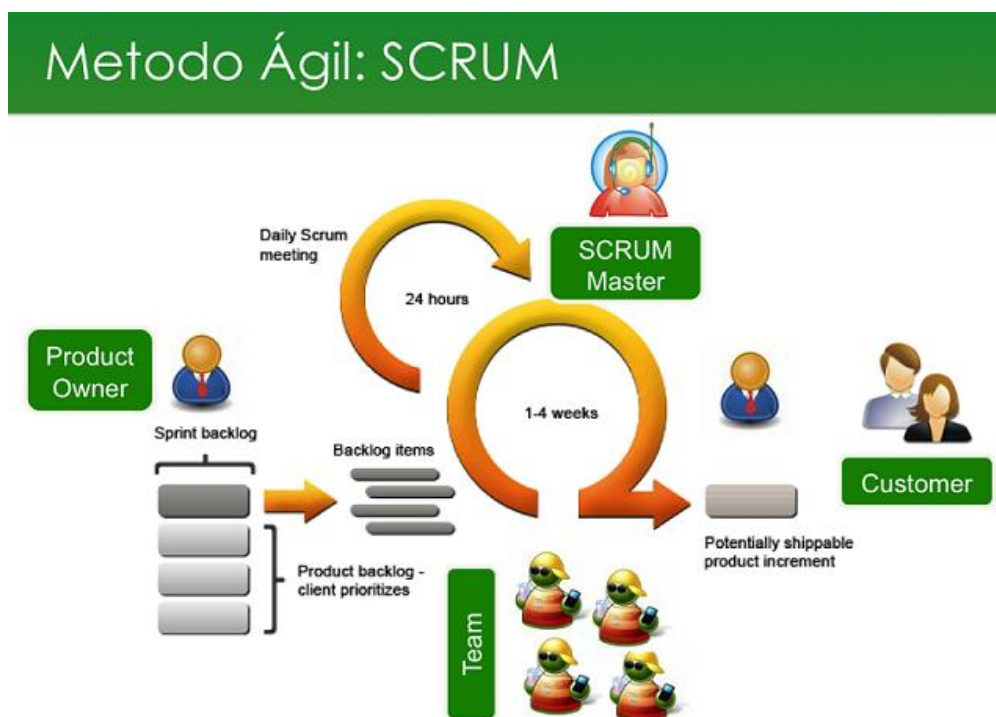 Metodo Ágil: SCRUM
Daily Scrum
meeting
24 hours
SCRUM
Master
Product
Owner
Sprint backlog
Backlog items
1-4 weeks
Customer
Product backlog -
client prioritizes
Potentially shippable
product increment
Team